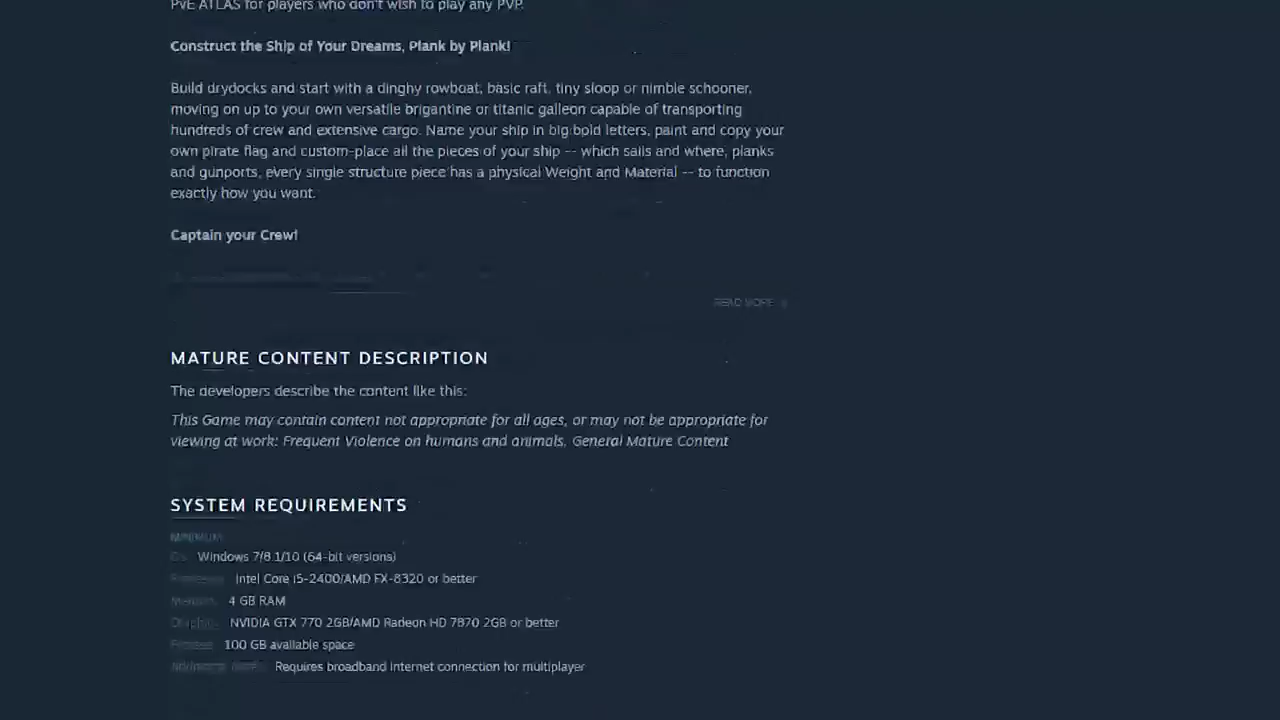 PvE ATLAS for players who don't wish to play any PVP.
Construct the Ship of Your Dreams, Plank by Plank!
Build drydocks and start with a dinghy rowboat, basic raft, tiny sloop or nimble schooner,
moving on up to your own versatile brigantine or titanic galleon capable of transporting
hundreds of crew and extensive cargo. Name your ship in big bold letters, paint and copy your
own pirate flag and custom-place all the pieces of your ship -- which sails and where, planks
and gunports, every single structure piece has a physical Weight and Material -- to function
exactly how you want.
Captain your Crew!
READ MORE
MATURE CONTENT DESCRIPTION
The developers describe the content like this:
This Game may contain content not appropriate for all ages, or may not be appropriate for
viewing at work: Frequent Violence on humans and animals, General Mature Content
SYSTEM REQUIREMENTS
MINIMUM:
Windows 7/8.1/10 (64-bit versions)
Intel Core i5-2400/AMD FX-8320 or better
4 GB RAM
NVIDIA GTX 770 2GB/AMD Radeon HD 7870 2GB or better
100 GB available space
Requires broadband internet connection for multiplayer